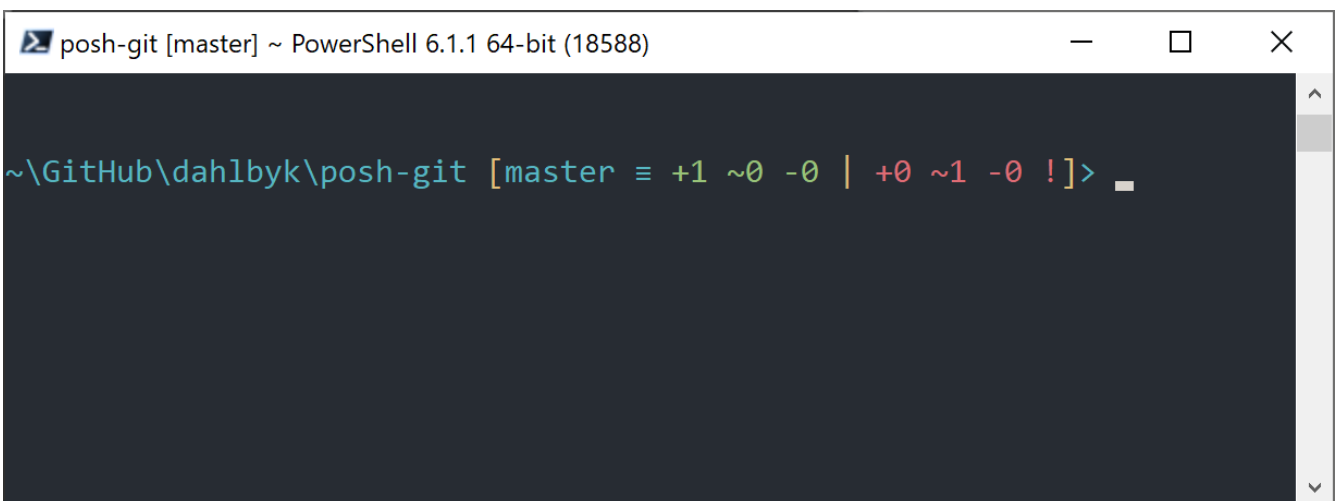 posh-git [master] ~ PowerShell 6.1.1 64-bit (18588)
~\GitHub\dahlbyk\posh-git [master ≡ +1 ~0 -0 | +0 ~1 -0 !]>